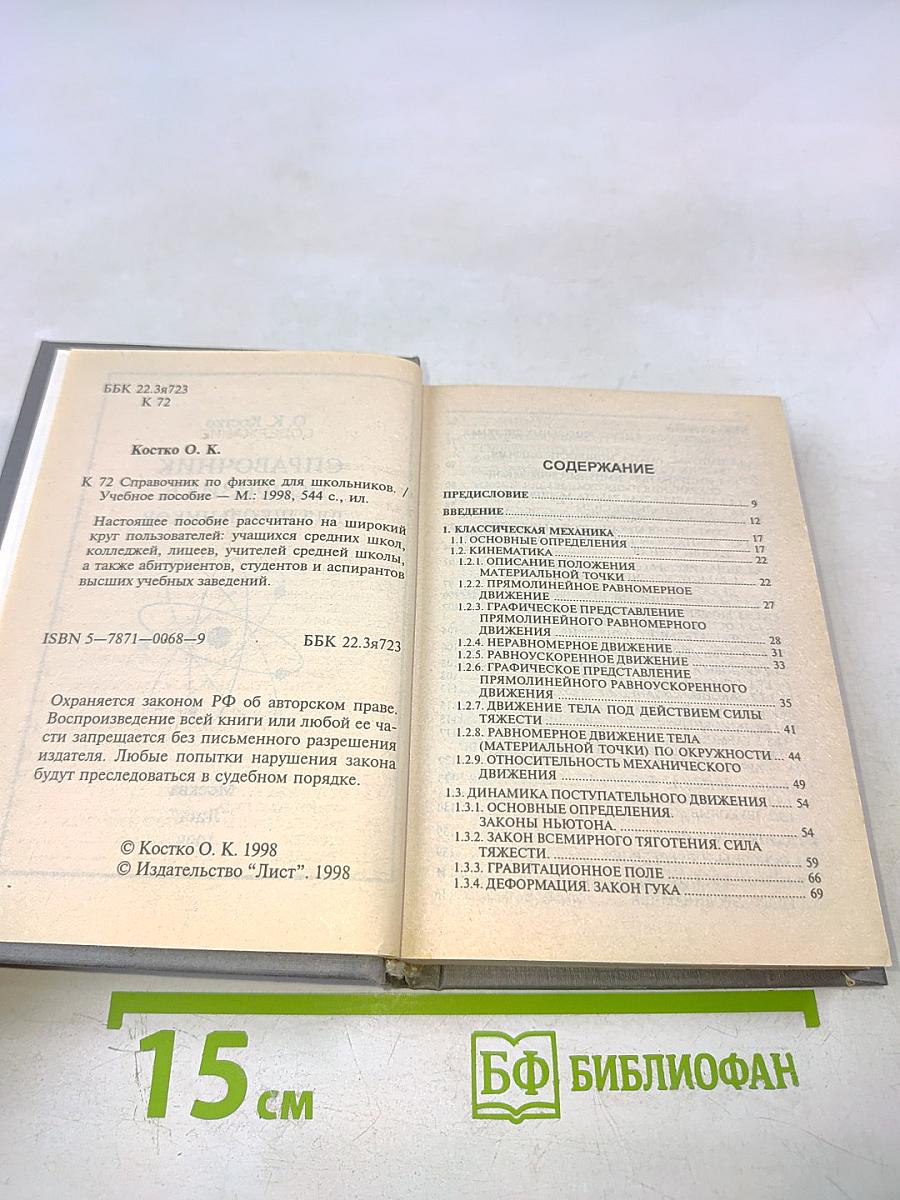 ББК 22.3я723
К 72
Костко О. К.
К 72 Справочник по физике для школьников. /
Учебное пособие — М.: 1998, 544 с., ил.
Настоящее пособие рассчитано на широкий
круг пользователей: учащихся средних школ,
колледжей, лицеев, учителей средней школы,
а также абитуриентов, студентов и аспирантов
высших учебных заведений.
ISBN 5—7871—0068—9 ББК 22.3я723
Охраняется законом РФ об авторском праве.
Воспроизведение всей книги или любой ее ча-
сти запрещается без письменного разрешения
издателя. Любые попытки нарушения закона
будут преследоваться в судебном порядке.
© Костко О. К. 1998
© Издательство “Лист”. 1998
СОДЕРЖАНИЕ
ПРЕДИСЛОВИЕ 9
ВВЕДЕНИЕ 12
1. КЛАССИЧЕСКАЯ МЕХАНИКА 17
1.1. ОСНОВНЫЕ ОПРЕДЕЛЕНИЯ 17
1.2. КИНЕМАТИКА 22
1.2.1. ОПИСАНИЕ ПОЛОЖЕНИЯ
МАТЕРИАЛЬНОЙ ТОЧКИ 22
1.2.2. ПРЯМОЛИНЕЙНОЕ РАВНОМЕРНОЕ
ДВИЖЕНИЕ 27
1.2.3. ГРАФИЧЕСКОЕ ПРЕДСТАВЛЕНИЕ
ПРЯМОЛИНЕЙНОГО РАВНОМЕРНОГО
ДВИЖЕНИЯ 28
1.2.4. НЕРАВНОМЕРНОЕ ДВИЖЕНИЕ 31
1.2.5. РАВНОУСКОРЕННОЕ ДВИЖЕНИЕ 33
1.2.6. ГРАФИЧЕСКОЕ ПРЕДСТАВЛЕНИЕ
ПРЯМОЛИНЕЙНОГО РАВНОУСКОРЕННОГО
ДВИЖЕНИЯ 35
1.2.7. ДВИЖЕНИЕ ТЕЛА ПОД ДЕЙСТВИЕМ СИЛЫ
ТЯЖЕСТИ 41
1.2.8. РАВНОМЕРНОЕ ДВИЖЕНИЕ ТЕЛА
(МАТЕРИАЛЬНОЙ ТОЧКИ) ПО ОКРУЖНОСТИ ... 44
1.2.9. ОТНОСИТЕЛЬНОСТЬ МЕХАНИЧЕСКОГО
ДВИЖЕНИЯ 49
1.3. ДИНАМИКА ПОСТУПАТЕЛЬНОГО ДВИЖЕНИЯ 54
1.3.1. ОСНОВНЫЕ ОПРЕДЕЛЕНИЯ.
ЗАКОНЫ НЬЮТОНА. 54
1.3.2. ЗАКОН ВСЕМИРНОГО ТЯГОТЕНИЯ. СИЛА
ТЯЖЕСТИ 59
1.3.3. ГРАВИТАЦИОННОЕ ПОЛЕ 66
1.3.4. ДЕФОРМАЦИЯ. ЗАКОН ГУКА 69
15 см
БФ БИБЛИОФАН